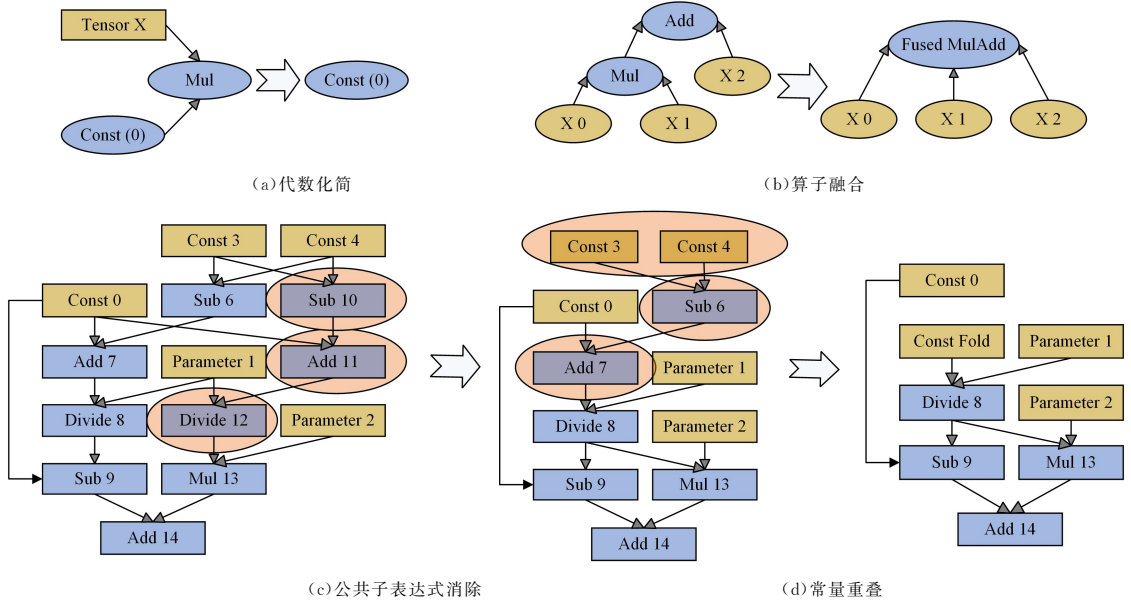 Tensor X
Mul
Const (0)
Const (0)
(a)代数化简
Add
Mul
X 2
X 0
X 1
Fused MulAdd
X 0
X 1
X 2
(b)算子融合
Const 3
Const 4
Const 0
Sub 6
Sub 10
Add 7
Parameter 1
Add 11
Divide 8
Divide 12
Parameter 2
Sub 9
Mul 13
Add 14
(c)公共子表达式消除
Const 3
Const 4
Const 0
Sub 6
Add 7
Parameter 1
Divide 8
Parameter 2
Sub 9
Mul 13
Add 14
Const 0
Const Fold
Parameter 1
Divide 8
Parameter 2
Sub 9
Mul 13
Add 14
(d)常量重叠